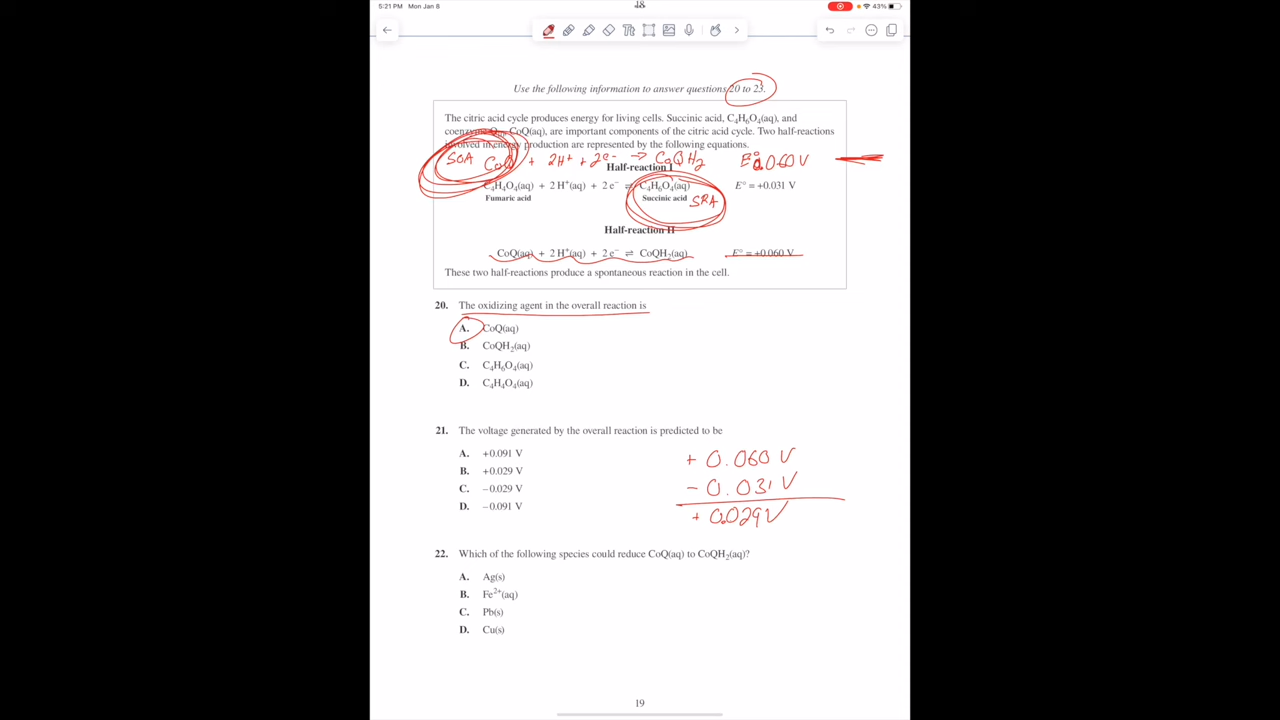 5:21 PM Mon Jan 8
18
43%
Use the following information to answer questions 20 to 23.
The citric acid cycle produces energy for living cells. Succinic acid, C₄H₆O₄(aq), and
coenzyme CoQ(aq), are important components of the citric acid cycle. Two half-reactions
involved in energy production are represented by the following equations.
SOA CoQ + 2H⁺ + 2e⁻ → CoQH₂ E° 0.060 V
Half-reaction I
C₄H₄O₄(aq) + 2 H⁺(aq) + 2 e⁻ ⇌ C₄H₆O₄(aq) E° = +0.031 V
Fumaric acid Succinic acid SRA
Half-reaction II
CoQ(aq) + 2 H⁺(aq) + 2 e⁻ ⇌ CoQH₂(aq) E° = +0.060 V
These two half-reactions produce a spontaneous reaction in the cell.
20. The oxidizing agent in the overall reaction is
A. CoQ(aq)
B. CoQH₂(aq)
C. C₄H₆O₄(aq)
D. C₄H₄O₄(aq)
21. The voltage generated by the overall reaction is predicted to be
A. +0.091 V
B. +0.029 V
C. −0.029 V
D. −0.091 V
+ 0.060 V
− 0.031 V
+ 0.029 V
22. Which of the following species could reduce CoQ(aq) to CoQH₂(aq)?
A. Ag(s)
B. Fe²⁺(aq)
C. Pb(s)
D. Cu(s)
19